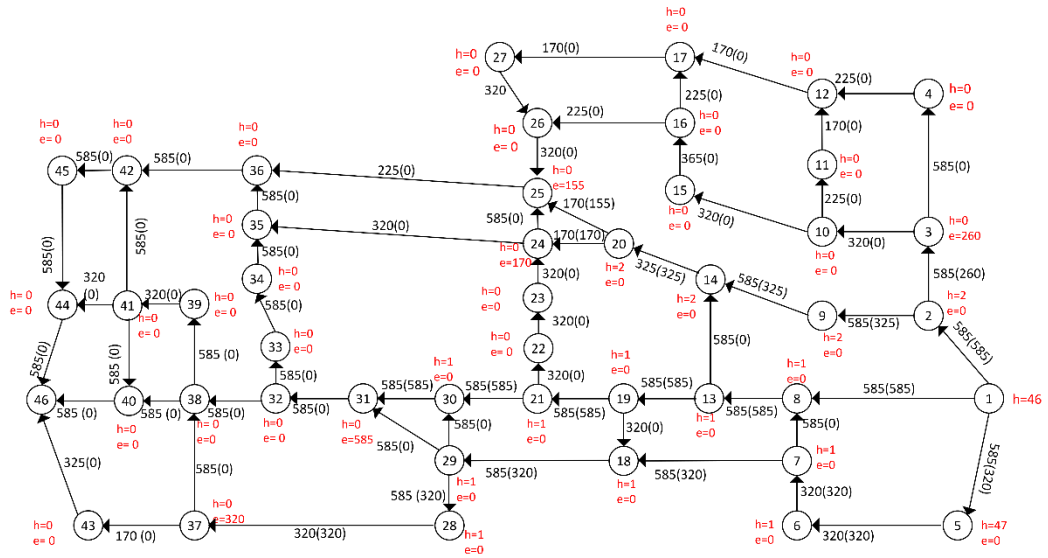 h=0
e= 0
h=0
e= 0
27
170(0)
17
170(0)
h=0
e= 0
12
225(0)
4
h=0
e= 0
320
225(0)
h=0
e= 0
26
225(0)
16
h=0
e= 0
170(0)
h=0
e= 0
h=0
e= 0
h=0
e= 0
320(0)
365(0)
11
h=0
e= 0
585(0)
45
585(0)
42
585(0)
36
225(0)
h=0
e=155
25
15
h=0
e= 0
320(0)
225(0)
585(0)
170(155)
h=0
e= 0
35
320(0)
585(0)
24
170(170)
20
10
320(0)
3
h=0
e=260
585(0)
585(0)
h=0
e=170
h=2
e=0
325(325)
h=0
e= 0
585(0)
34
h=0
e= 0
320(0)
14
h=2
e=0
585(325)
585(260)
h=0
e= 0
44
320
(0)
41
320(0)
39
h=0
e= 0
585(0)
h=0
e= 0
23
9
h=2
e=0
585(325)
2
h=2
e=0
h=0
e= 0
33
h=0
e= 0
320(0)
585(0)
585(585)
585(0)
585 (0)
585 (0)
585(0)
h=0
e= 0
22
h=1
e=0
h=1
e=0
h=1
e=0
320(0)
46
585 (0)
40
585 (0)
38
585(0)
32
585(0)
31
585(585)
30
585(585)
21
585(585)
19
585(585)
13
585(585)
8
585(585)
1
h=46
h=0
e= 0
h=0
e=0
h=0
e= 0
h=0
e=585
585(0)
585(0)
h=1
e=0
320(0)
h=1
e=0
585(0)
325(0)
585(0)
29
h=1
e=0
585(320)
18
h=1
e=0
585(320)
7
h=1
e=0
585(320)
585 (320)
320(320)
h=0
e= 0
43
170 (0)
37
h=0
e=320
320(320)
28
h=1
e=0
h=1
e=0
6
320(320)
5
h=47
e=0